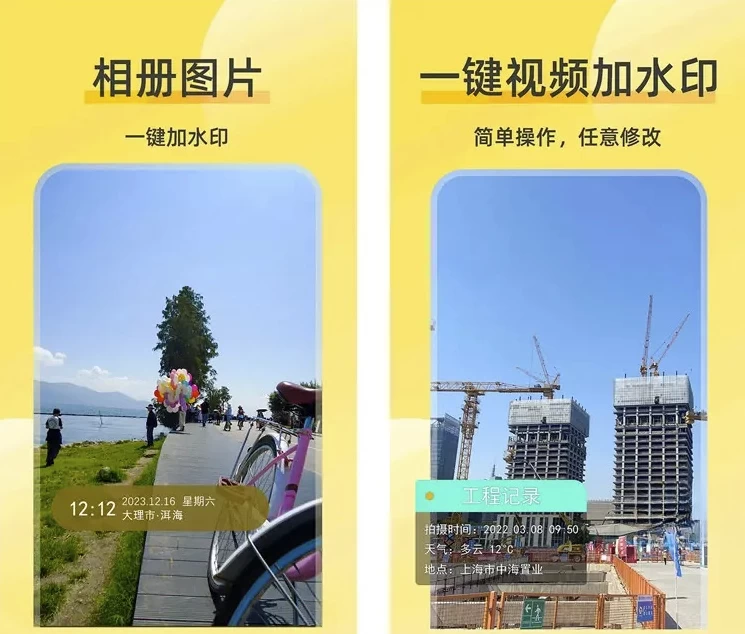 相册图片
一键加水印
12:12
2023.12.16 星期六
大理市·洱海
一键视频加水印
简单操作，任意修改
工程记录
拍摄时间：2022 03.08 09:50
天气：多云 12℃
地点：上海市中海置业